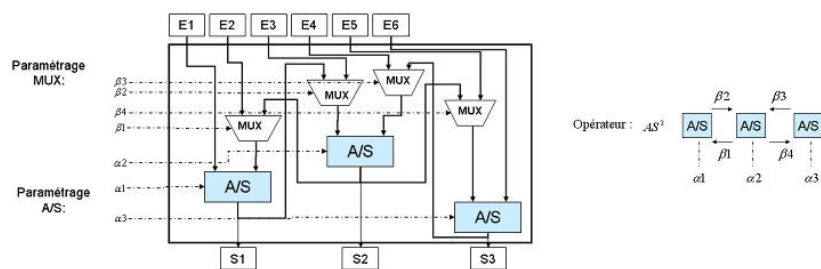 E1 E2 E3 E4 E5 E6
Paramétrage
MUX:
β3
β2
β4
β1
MUX
MUX
MUX
MUX
α2
A/S
Paramétrage
A/S:
α1
A/S
α3
A/S
S1 S2 S3
Opérateur : AS³
β2 β3
A/S A/S A/S
β1 β4
α1 α2 α3